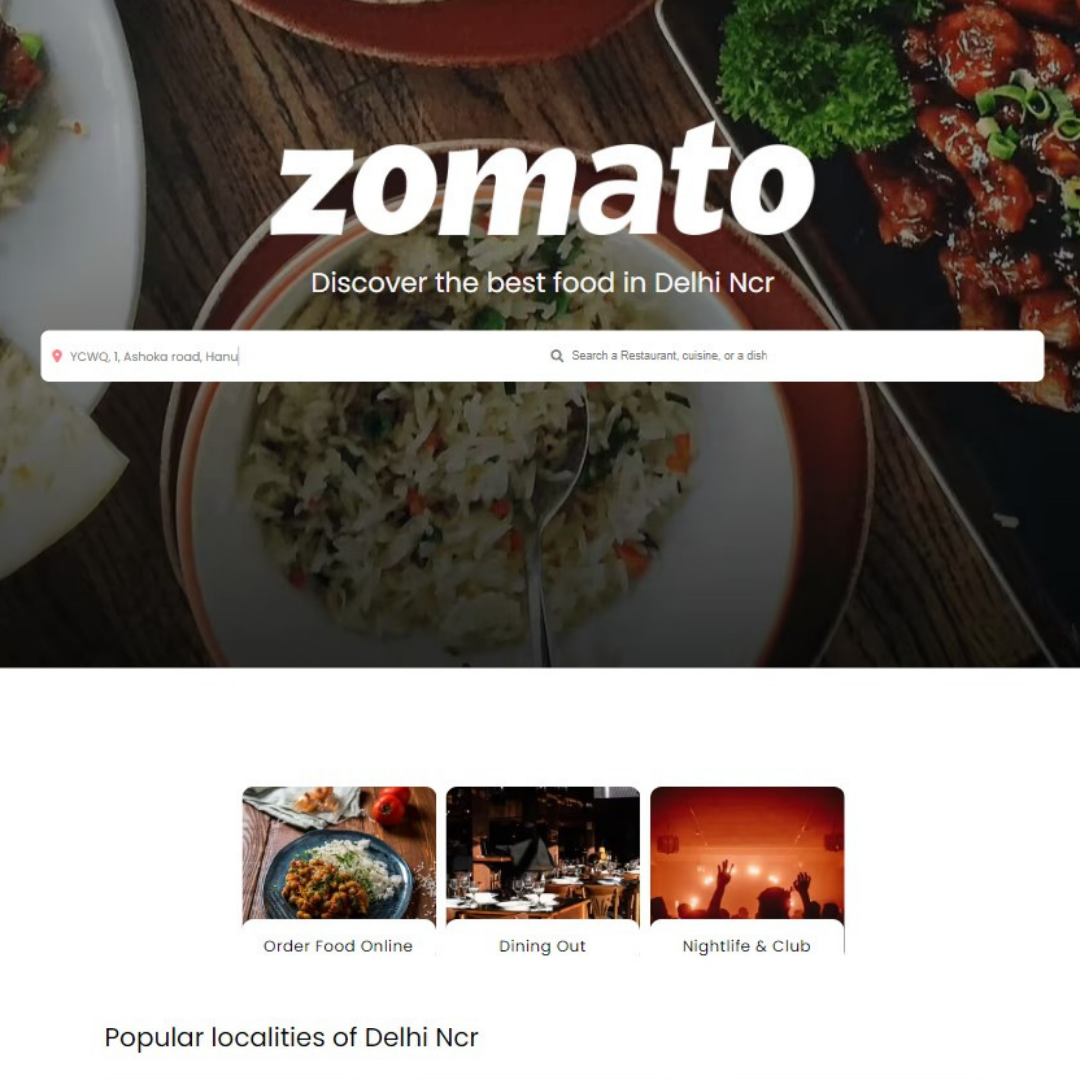 zomato
Discover the best food in Delhi Ncr
YCWQ, 1, Ashoka road, Hanu
Search a Restaurant, cuisine, or a dish
Order Food Online
Dining Out
Nightlife & Club
Popular localities of Delhi Ncr